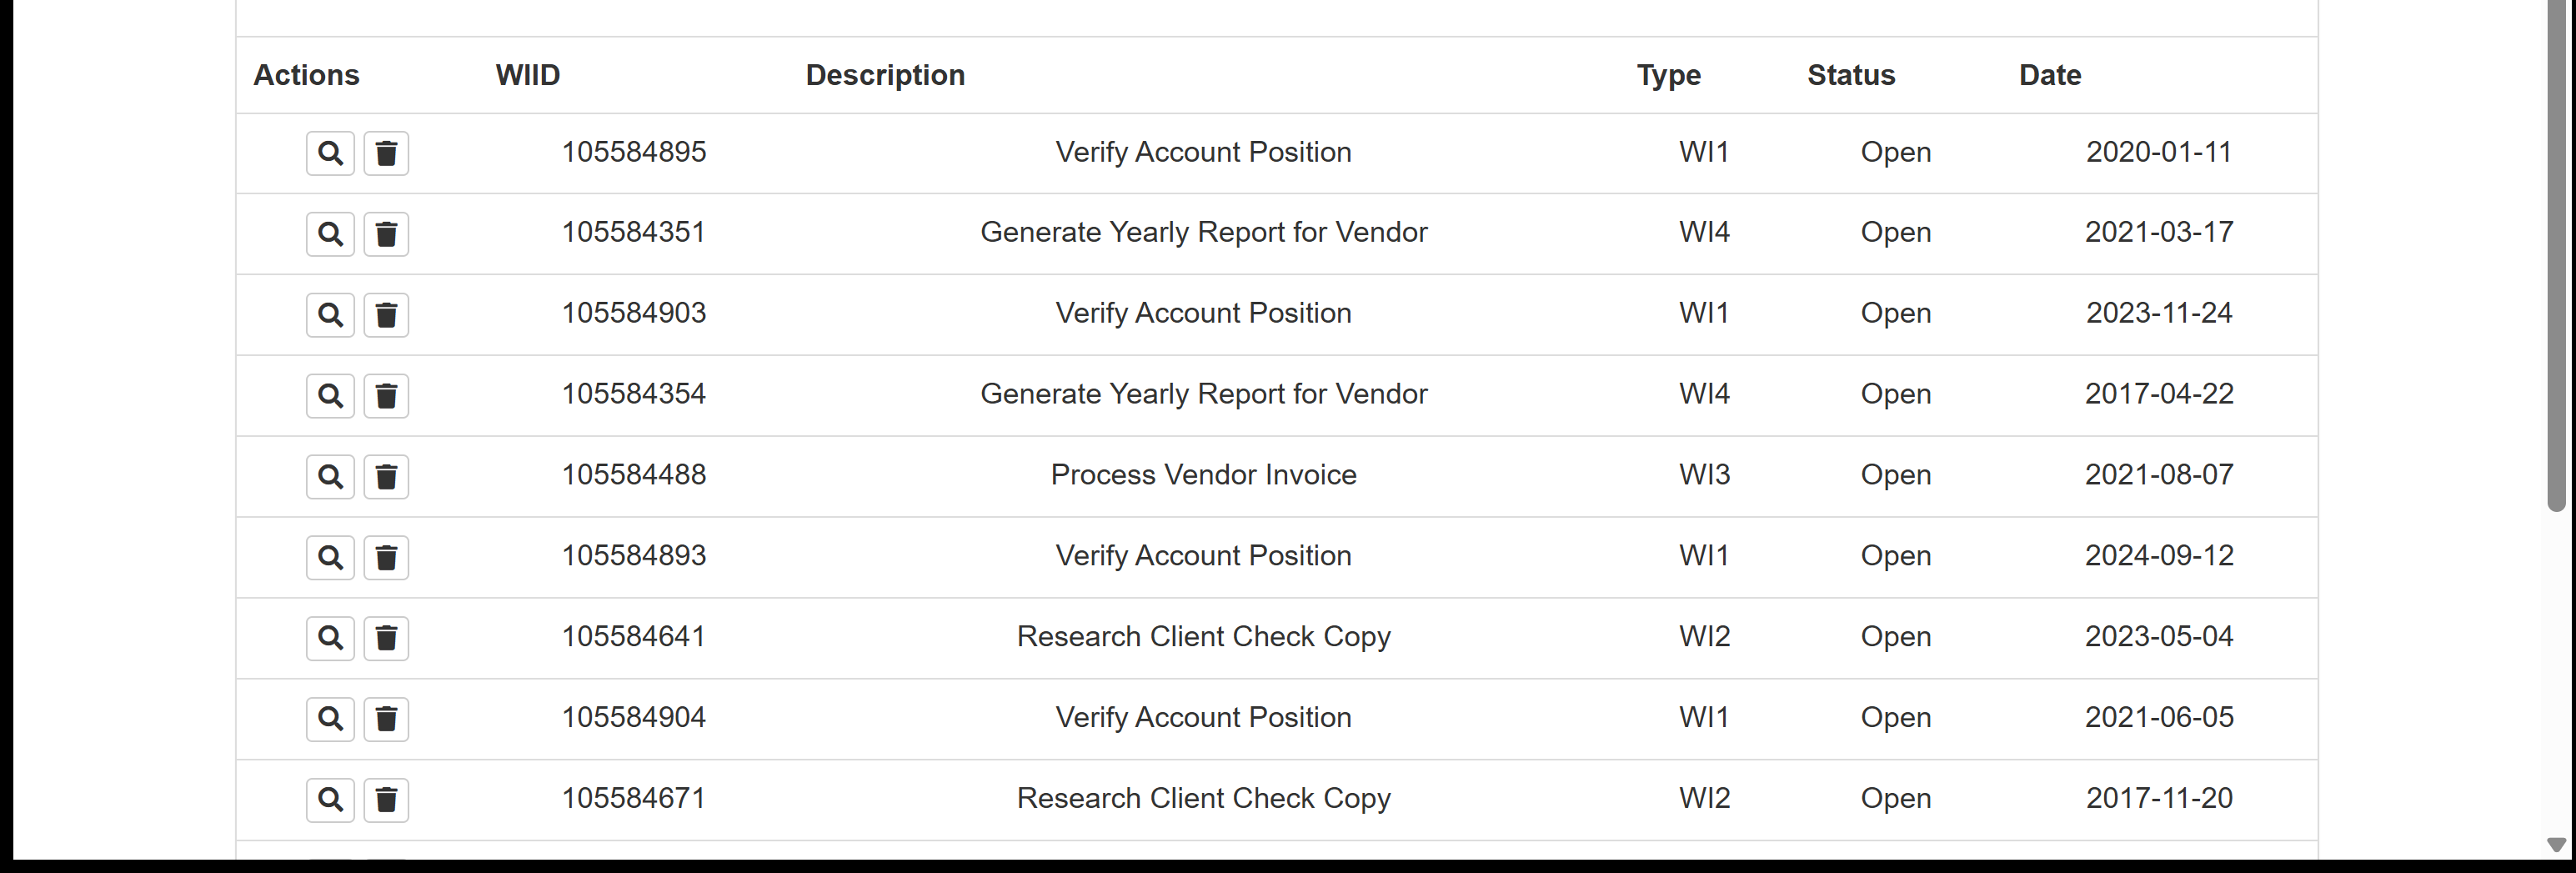 Actions WIID Description Type Status Date
105584895 Verify Account Position WI1 Open 2020-01-11
105584351 Generate Yearly Report for Vendor WI4 Open 2021-03-17
105584903 Verify Account Position WI1 Open 2023-11-24
105584354 Generate Yearly Report for Vendor WI4 Open 2017-04-22
105584488 Process Vendor Invoice WI3 Open 2021-08-07
105584893 Verify Account Position WI1 Open 2024-09-12
105584641 Research Client Check Copy WI2 Open 2023-05-04
105584904 Verify Account Position WI1 Open 2021-06-05
105584671 Research Client Check Copy WI2 Open 2017-11-20